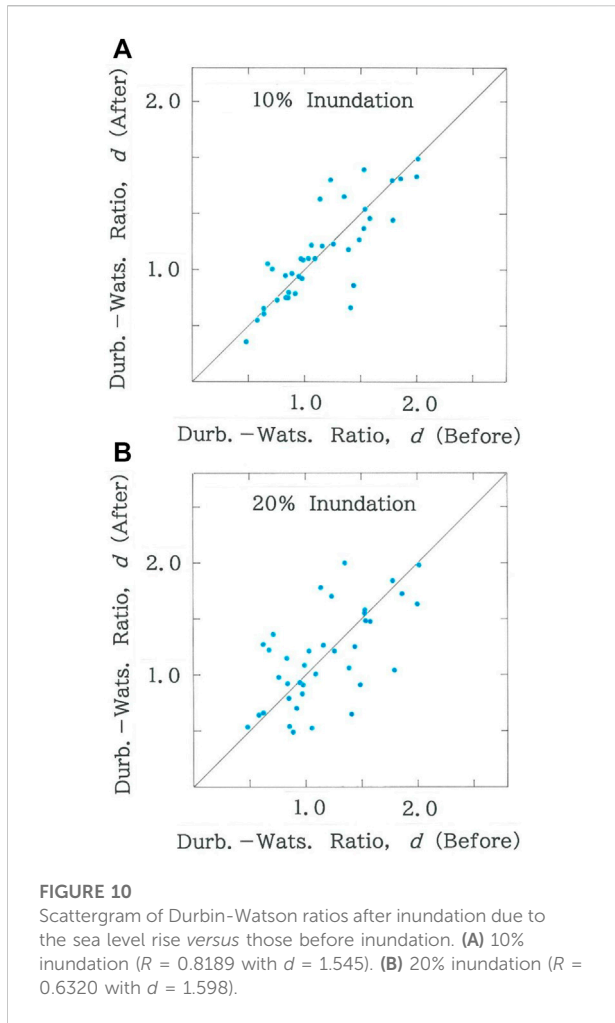 A
2.0
10% Inundation
1.0
Durb.-Wats. Ratio, d (After)
1.0 2.0
Durb.-Wats. Ratio, d (Before)
B
2.0
20% Inundation
1.0
Durb.-Wats. Ratio, d (After)
1.0 2.0
Durb.-Wats. Ratio, d (Before)
FIGURE 10
Scattergram of Durbin-Watson ratios after inundation due to
the sea level rise versus those before inundation. (A) 10%
inundation (R = 0.8189 with d = 1.545). (B) 20% inundation (R =
0.6320 with d = 1.598).